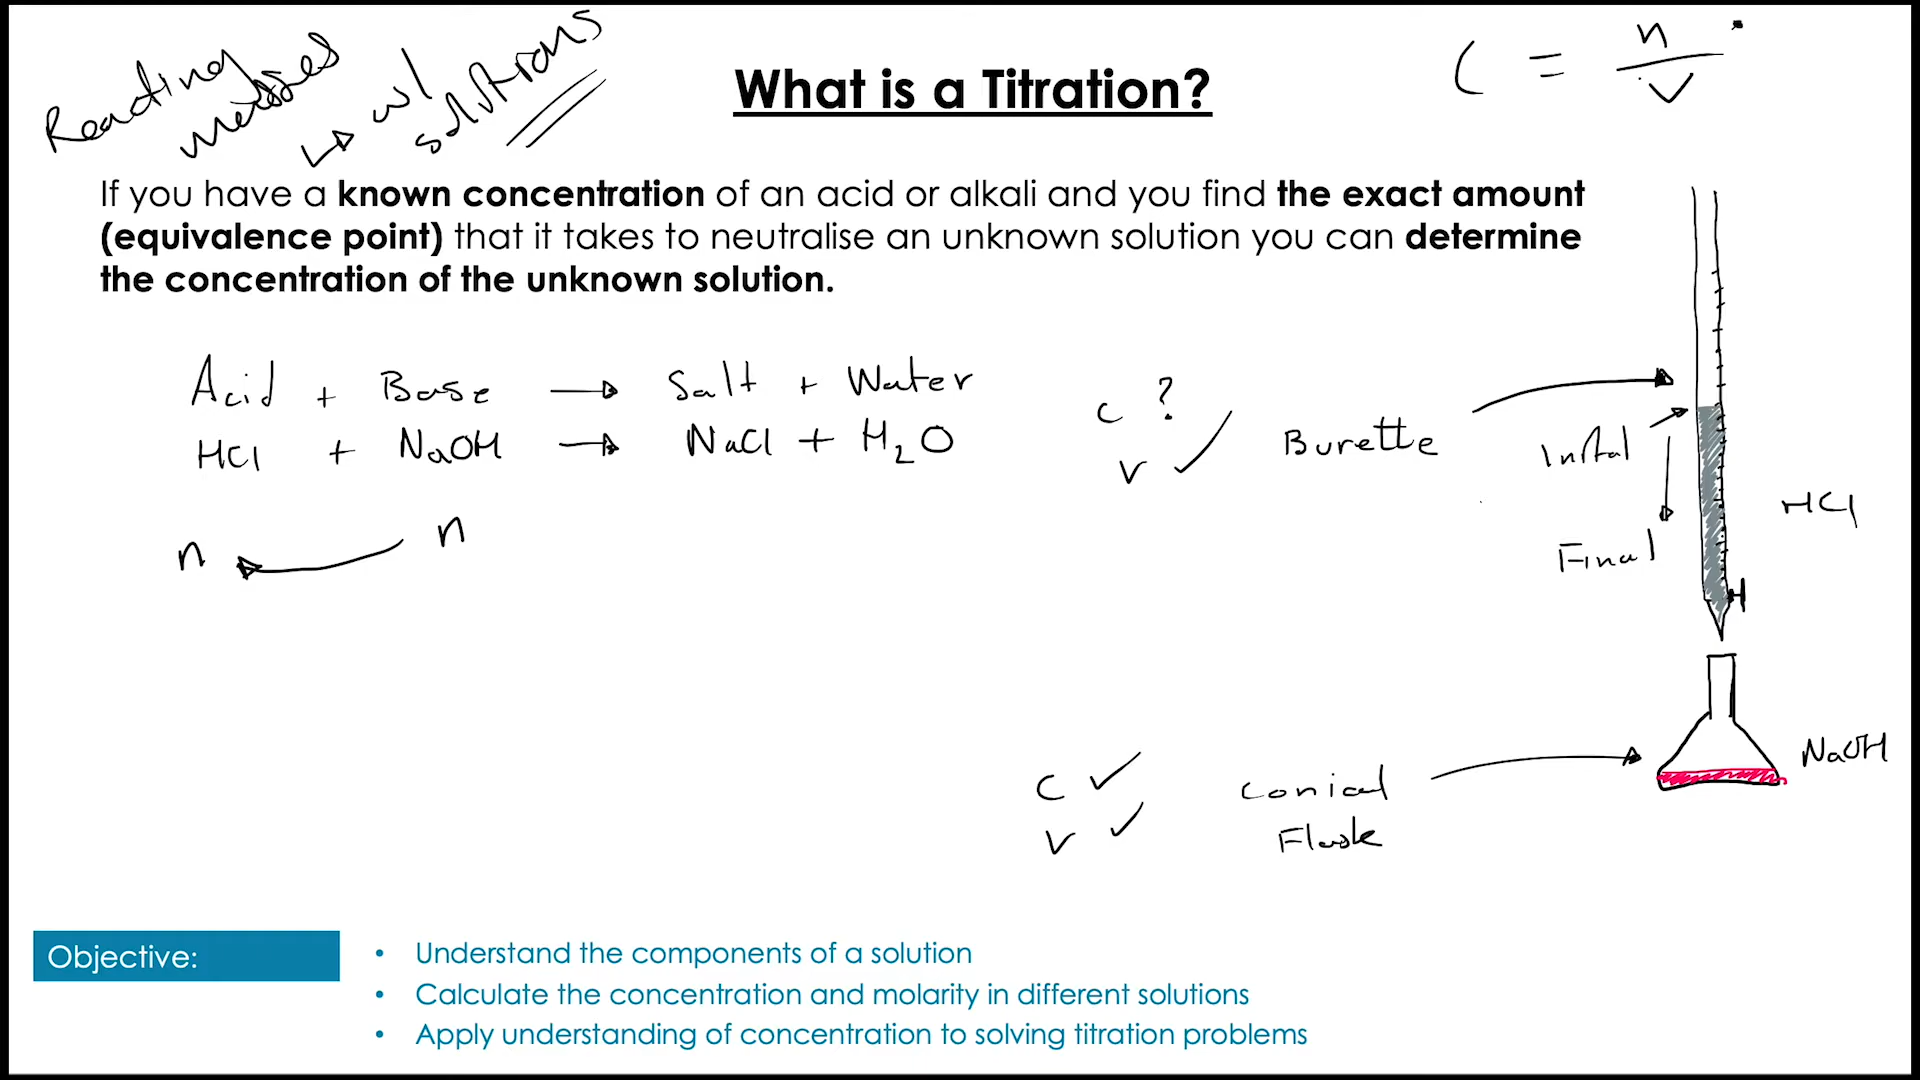 Reacting
masses
↳ w/
solutions
What is a Titration?
C = n / V
If you have a known concentration of an acid or alkali and you find the exact amount
(equivalence point) that it takes to neutralise an unknown solution you can determine
the concentration of the unknown solution.
Acid + Base → Salt + Water
HCl + NaOH → NaCl + H₂O
n ← n
C ?
V ✓
Burette
Inital
Final
HCl
C ✓
V ✓
Conical
Flask
NaOH
Objective:
• Understand the components of a solution
• Calculate the concentration and molarity in different solutions
• Apply understanding of concentration to solving titration problems